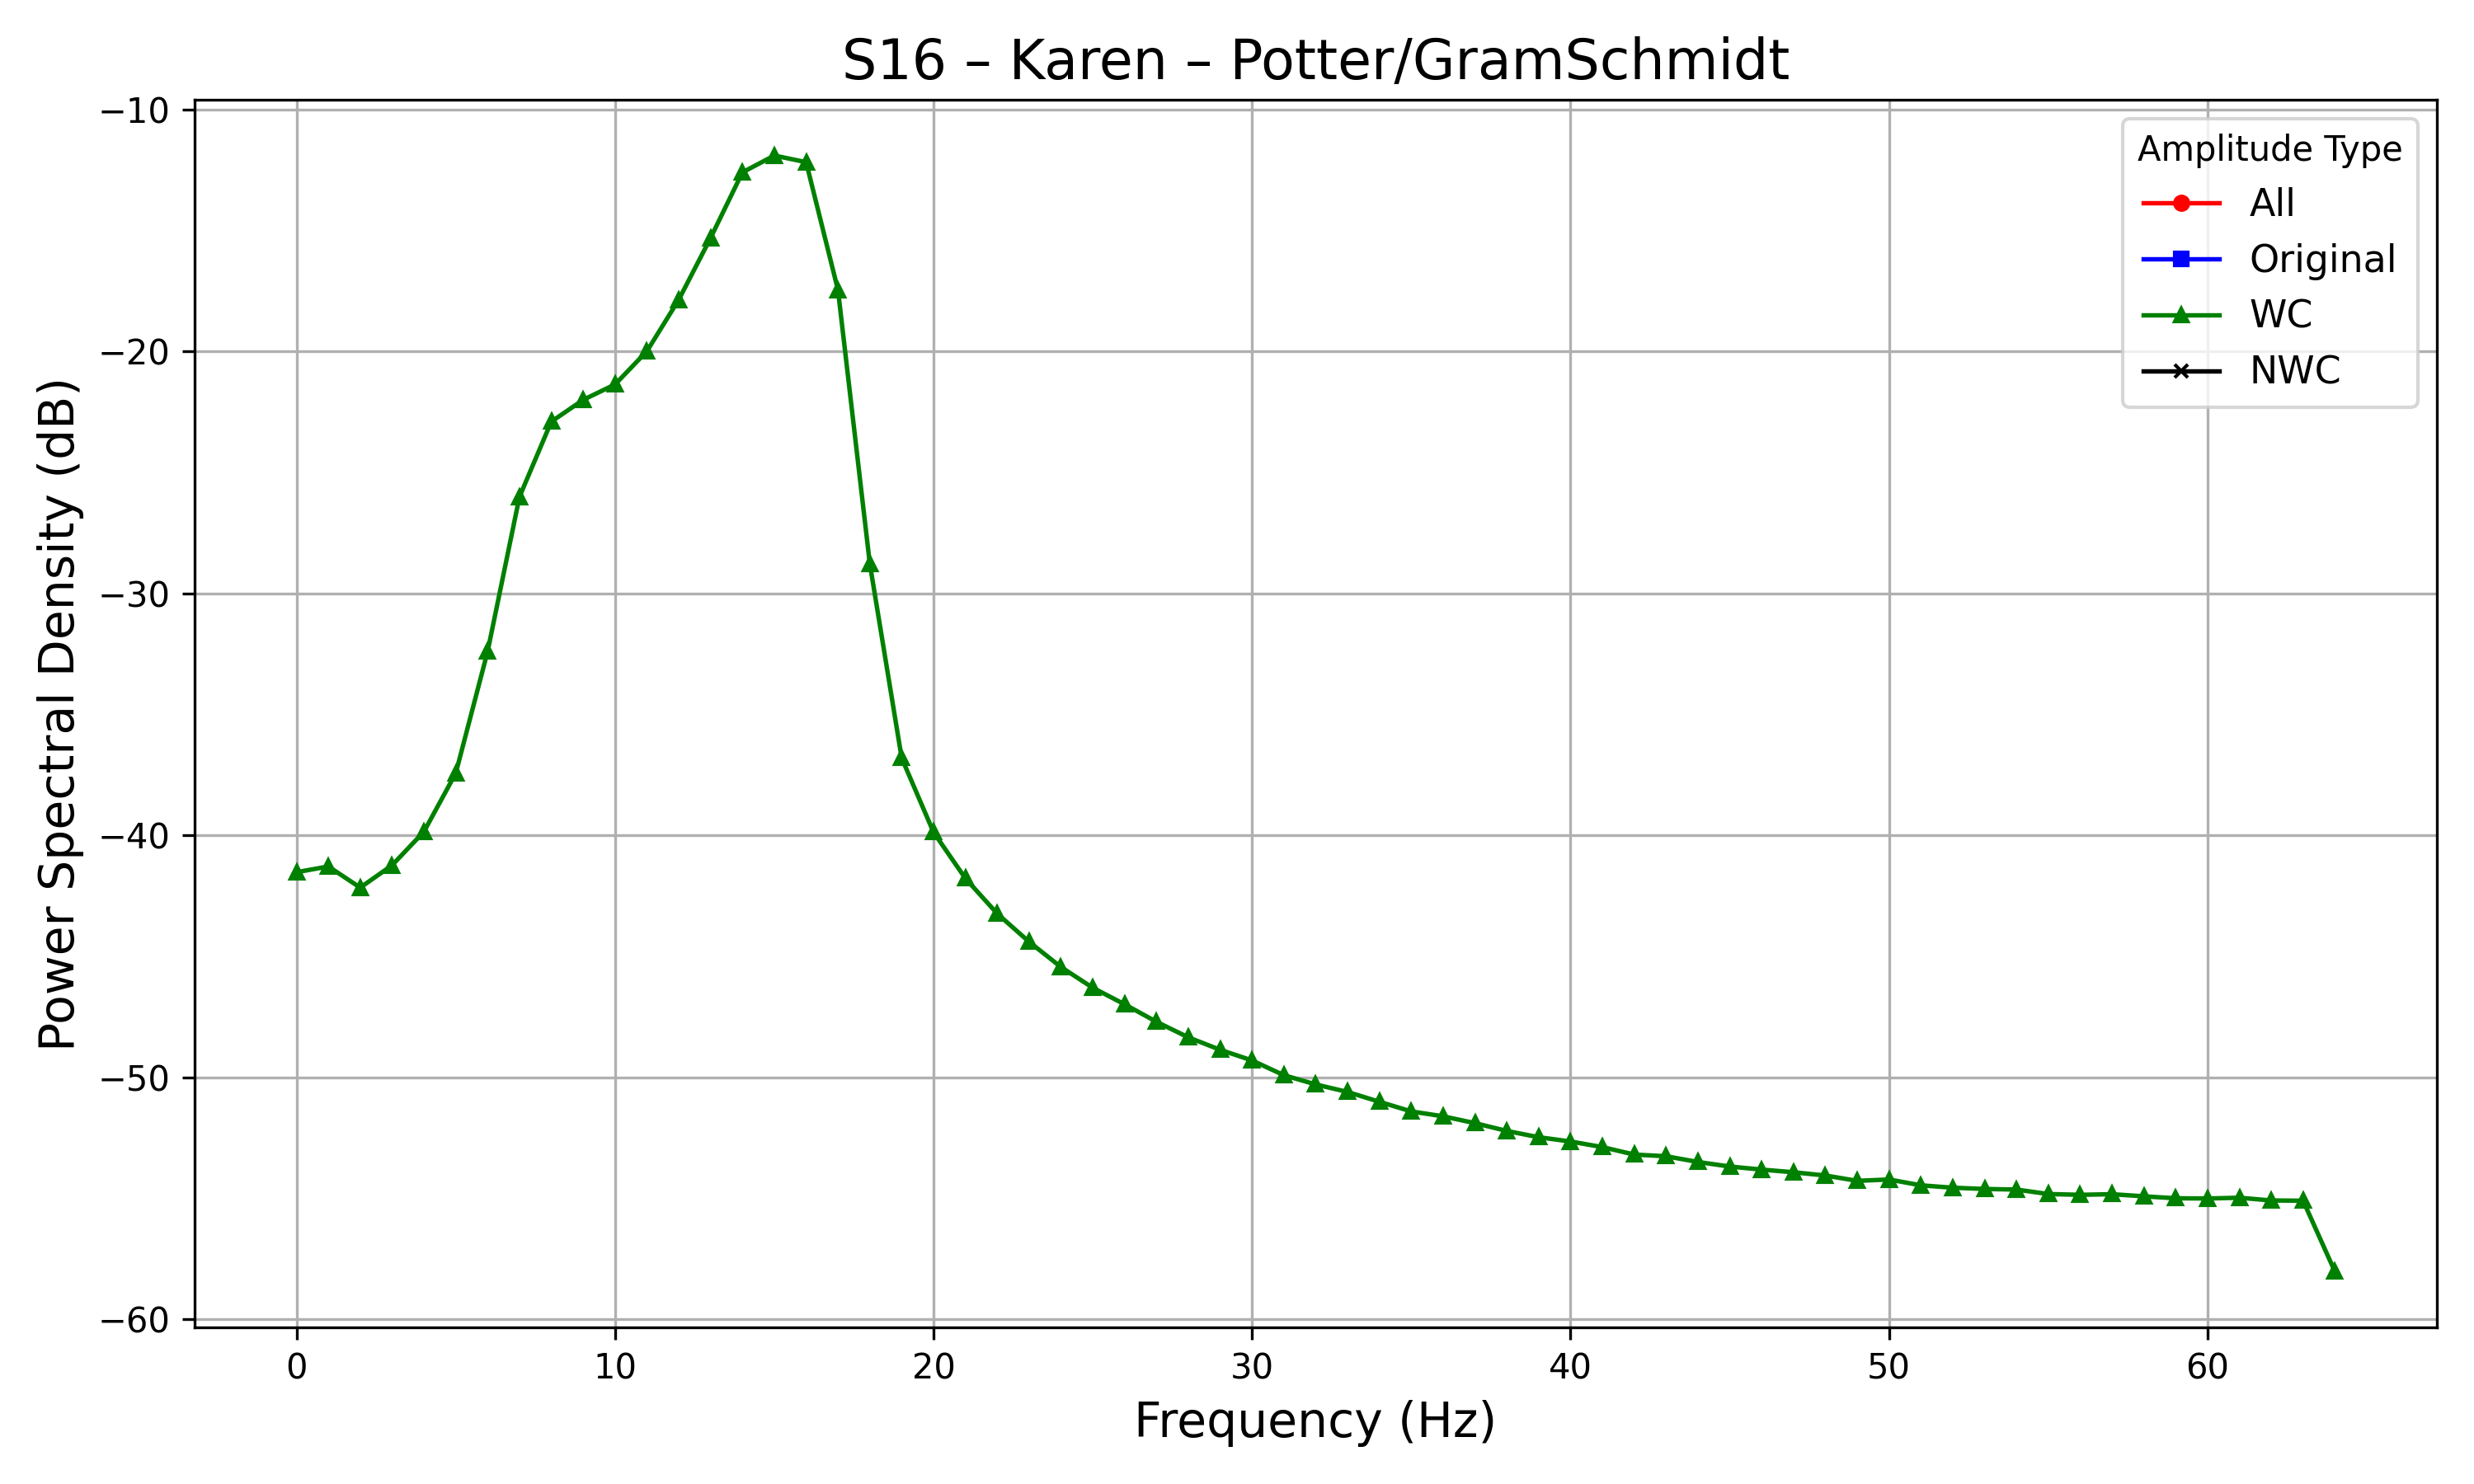 S16 – Karen – Potter/GramSchmidt
Power Spectral Density (dB)
−10
−20
−30
−40
−50
−60
Amplitude Type
All
Original
WC
NWC
0 10 20 30 40 50 60
Frequency (Hz)